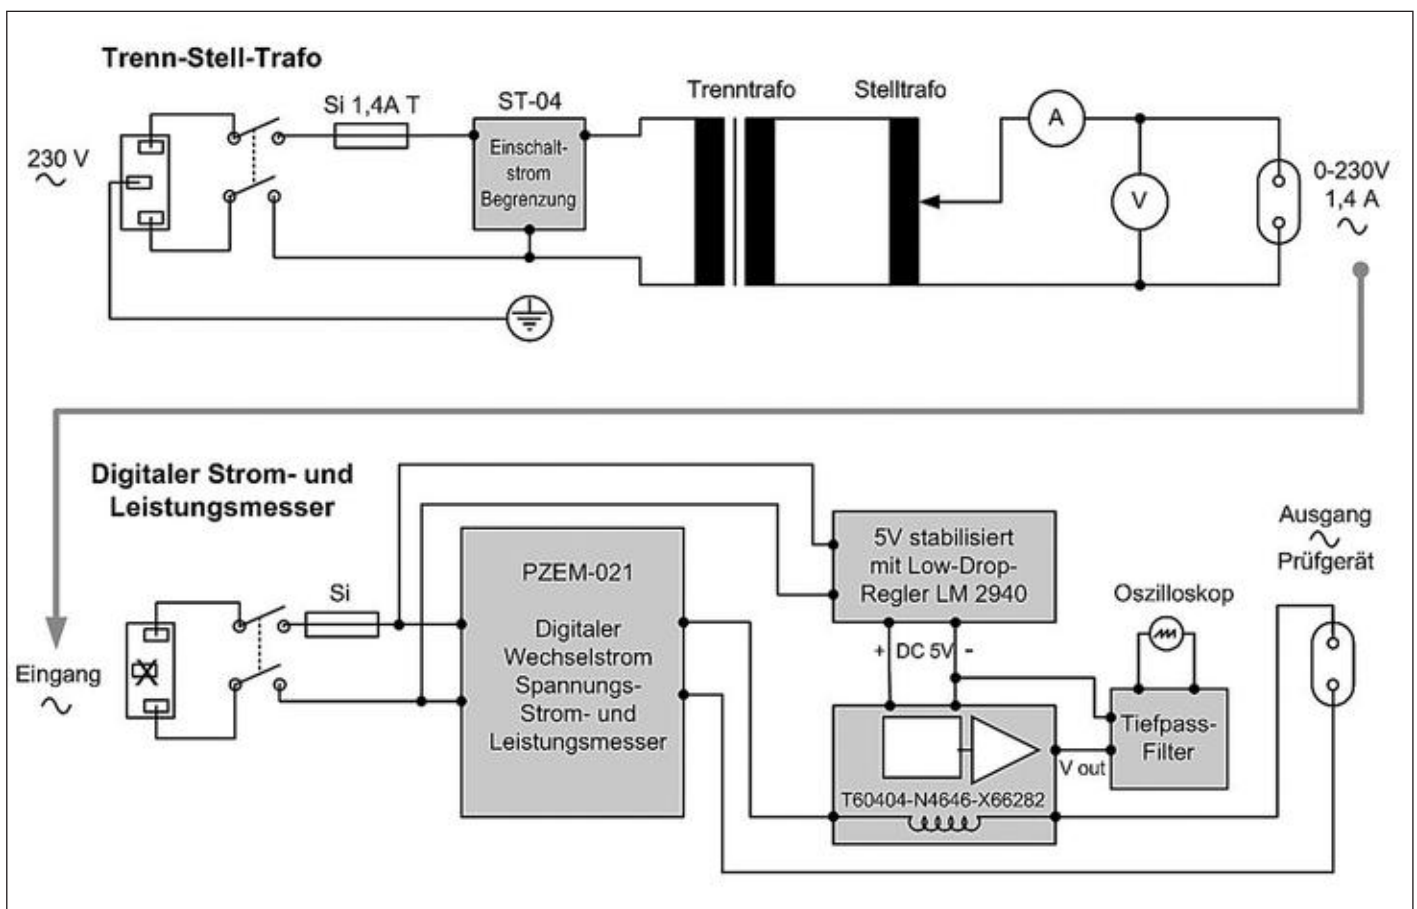 Trenn-Stell-Trafo
230 V
Si 1,4A T
ST-04
Einschalt-
strom
Begrenzung
Trenntrafo
Stelltrafo
A
V
0-230V
1,4 A
Digitaler Strom- und
Leistungsmesser
Eingang
Si
PZEM-021
Digitaler
Wechselstrom
Spannungs-
Strom- und
Leistungsmesser
5V stabilisiert
mit Low-Drop-
Regler LM 2940
+ DC 5V -
T60404-N4646-X66282
V out
Oszilloskop
Tiefpass-
Filter
Ausgang
Prüfgerät